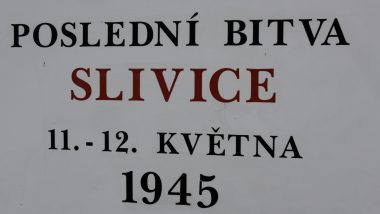 POSLEDNÍ BITVA
SLIVICE
11.-12. KVĚTNA
1945